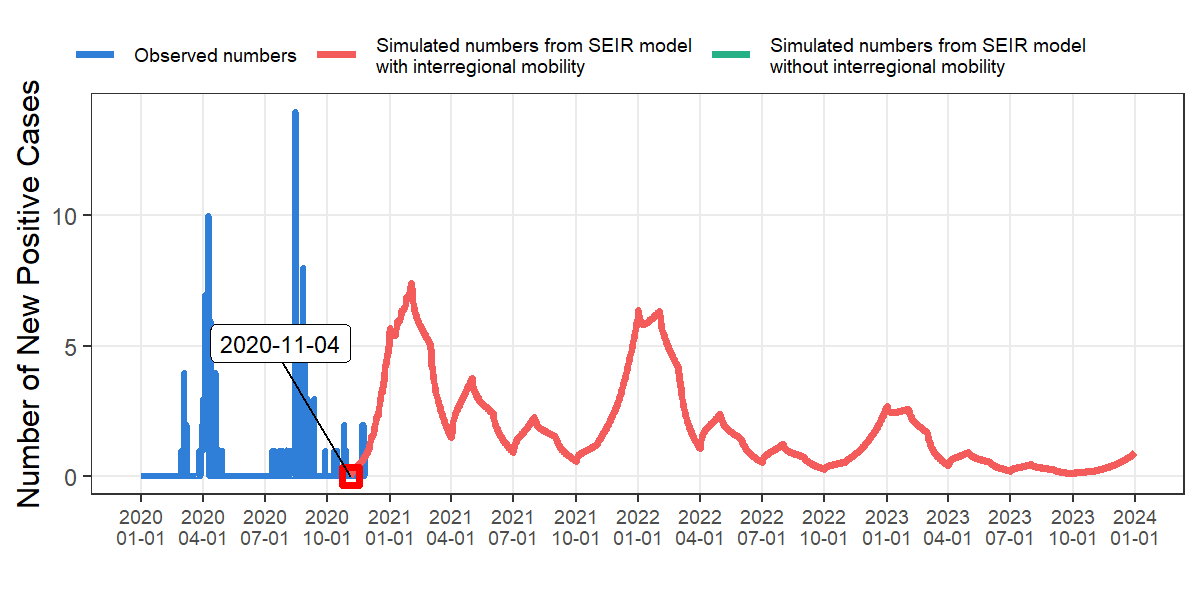 Observed numbers
Simulated numbers from SEIR model
with interregional mobility
Simulated numbers from SEIR model
without interregional mobility
Number of New Positive Cases
10
5
0
2020-11-04
2020 2020 2020 2020 2021 2021 2021 2021 2022 2022 2022 2022 2023 2023 2023 2023 2024
01-01 04-01 07-01 10-01 01-01 04-01 07-01 10-01 01-01 04-01 07-01 10-01 01-01 04-01 07-01 10-01 01-01